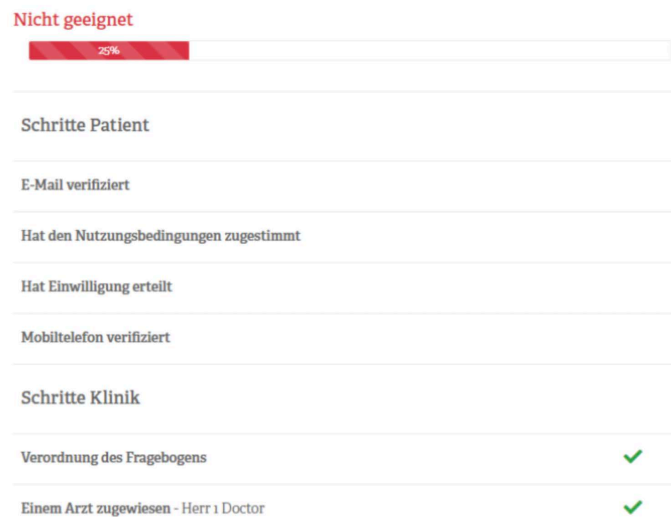 Nicht geeignet
25%
Schritte Patient
E-Mail verifiziert
Hat den Nutzungsbedingungen zugestimmt
Hat Einwilligung erteilt
Mobiltelefon verifiziert
Schritte Klinik
Verordnung des Fragebogens
Einem Arzt zugewiesen - Herr 1 Doctor